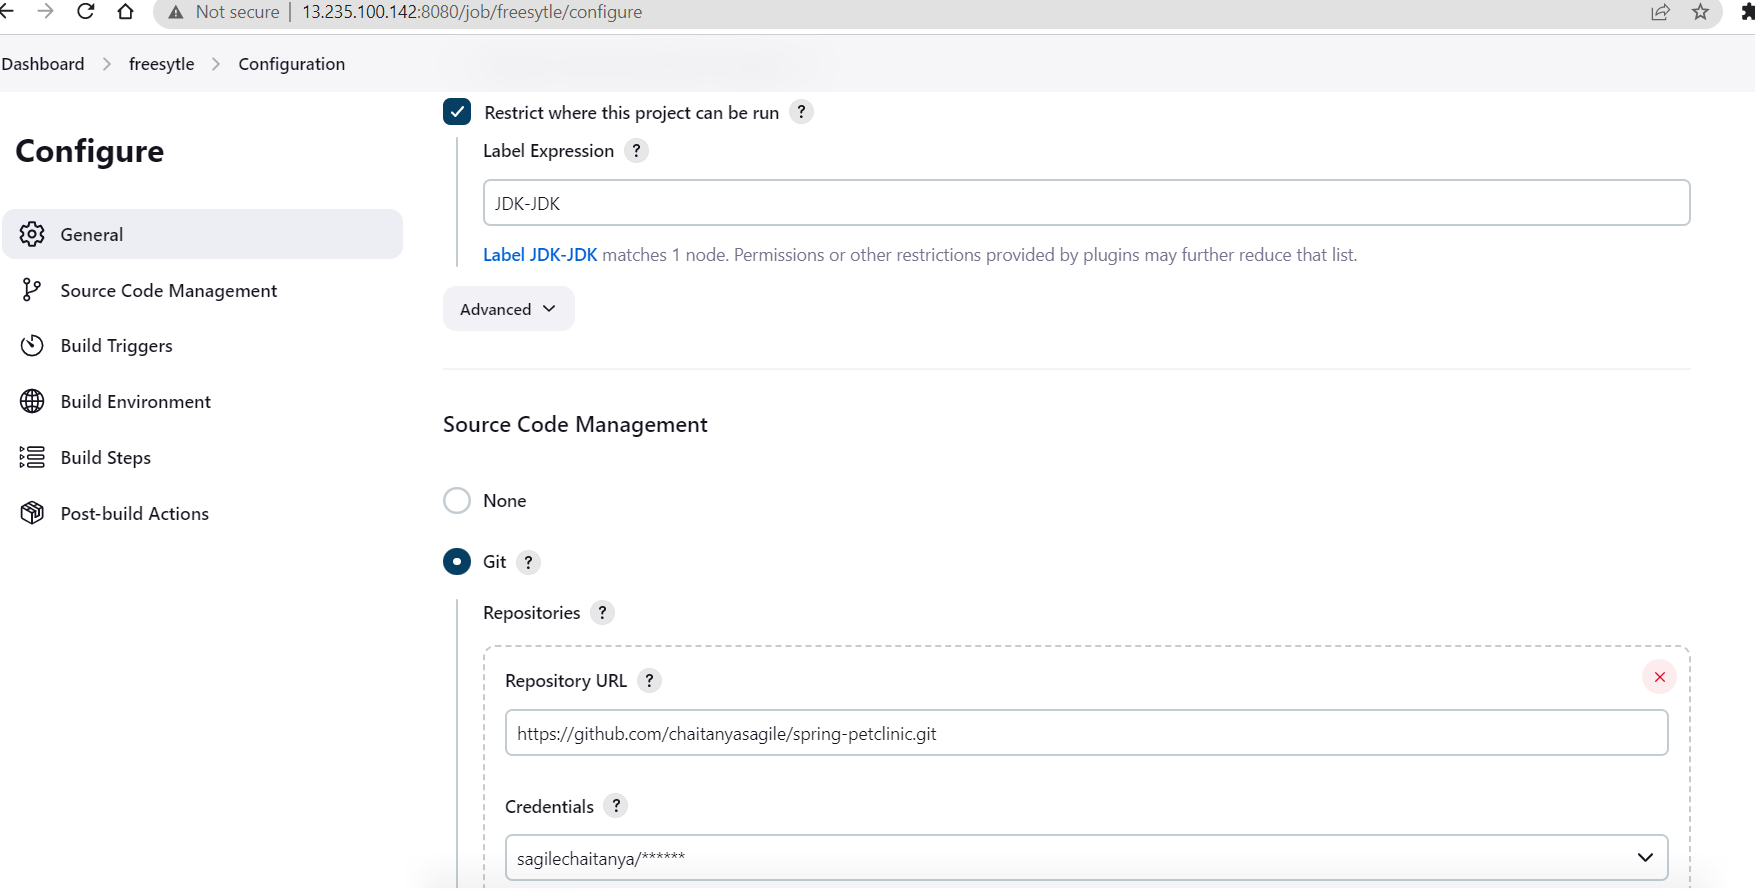 Not secure | 13.235.100.142:8080/job/freesytle/configure
Dashboard > freesytle > Configuration
Configure
General
Source Code Management
Build Triggers
Build Environment
Build Steps
Post-build Actions
Restrict where this project can be run ?
Label Expression ?
JDK-JDK
Label JDK-JDK matches 1 node. Permissions or other restrictions provided by plugins may further reduce that list.
Advanced
Source Code Management
None
Git ?
Repositories ?
Repository URL ?
https://github.com/chaitanyasagile/spring-petclinic.git
Credentials ?
sagilechaitanya/******